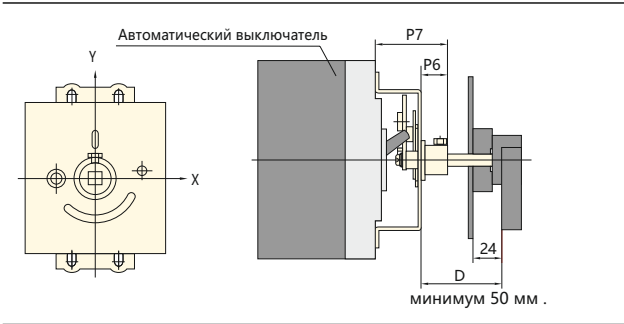 Автоматический выключатель
P7
Y
P6
X
24
D
минимум 50 мм .